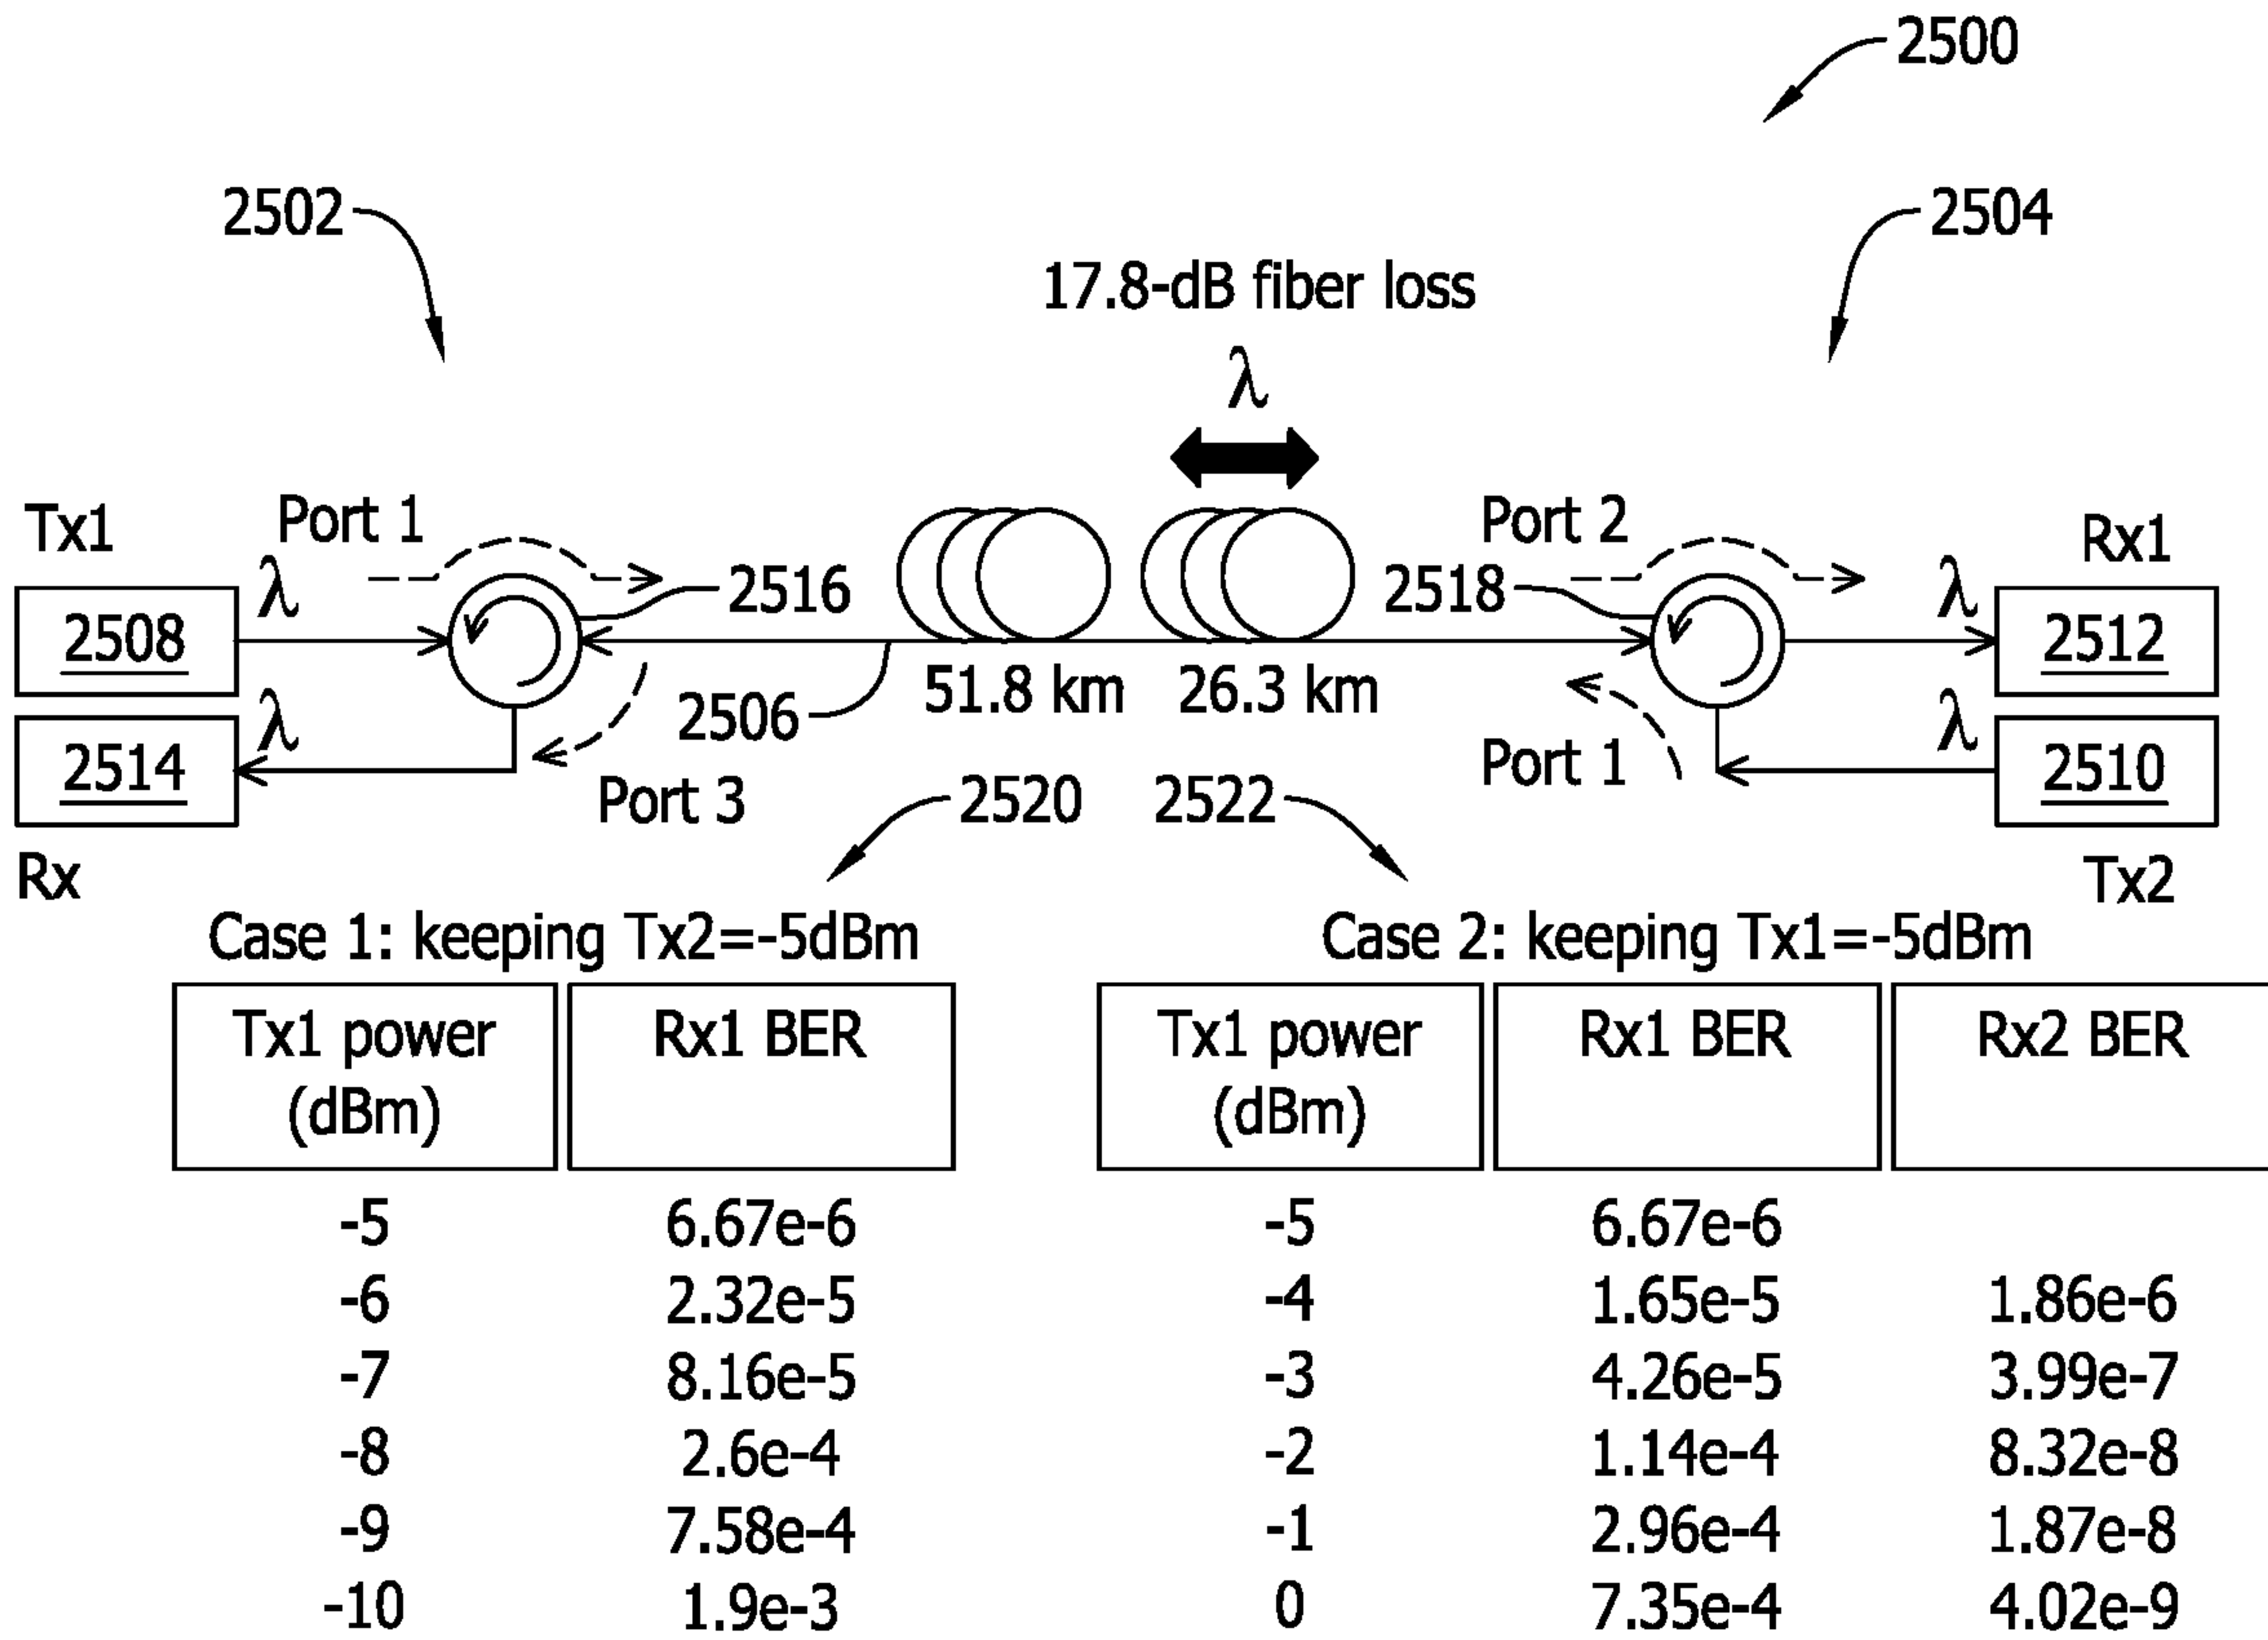 2500
2502
2504
17.8-dB fiber loss
λ
Tx1
Port 1
Port 2
Rx1
λ
2516
2518
λ
2508
2512
λ
51.8 km
26.3 km
λ
2506
2514
Port 3
2520
2522
Port 1
2510
Rx
Tx2
Case 1: keeping Tx2=-5dBm
Tx1 power (dBm) Rx1 BER
-5 6.67e-6
-6 2.32e-5
-7 8.16e-5
-8 2.6e-4
-9 7.58e-4
-10 1.9e-3
Case 2: keeping Tx1=-5dBm
Tx1 power (dBm) Rx1 BER Rx2 BER
-5 6.67e-6
-4 1.65e-5 1.86e-6
-3 4.26e-5 3.99e-7
-2 1.14e-4 8.32e-8
-1 2.96e-4 1.87e-8
0 7.35e-4 4.02e-9